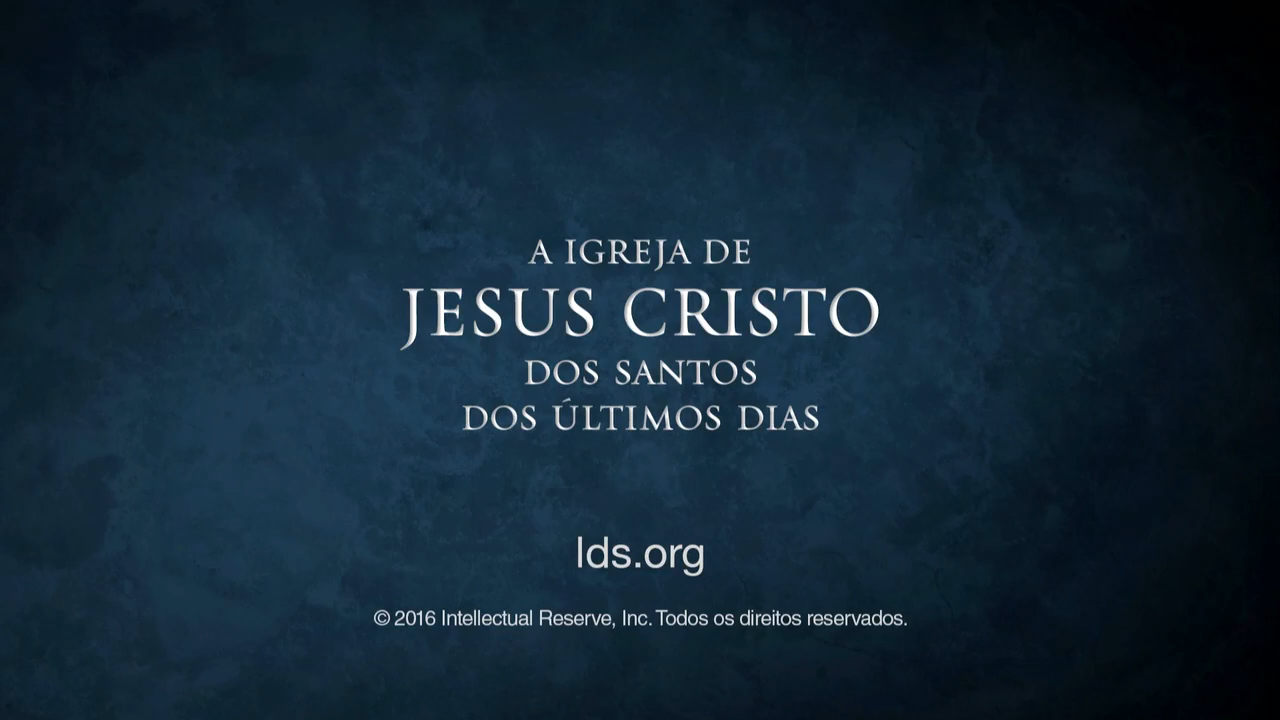 A IGREJA DE
JESUS CRISTO
DOS SANTOS
DOS ÚLTIMOS DIAS
lds.org
© 2016 Intellectual Reserve, Inc. Todos os direitos reservados.